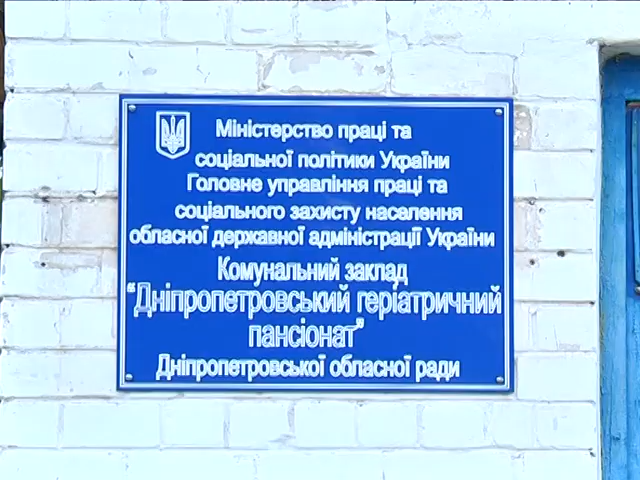 Міністерство праці та
соціальної політики України
Головне управління праці та
соціального захисту населення
обласної державної адміністрації України
Комунальний заклад
“Дніпропетровський геріатричний
пансіонат”
Дніпропетровської обласної ради